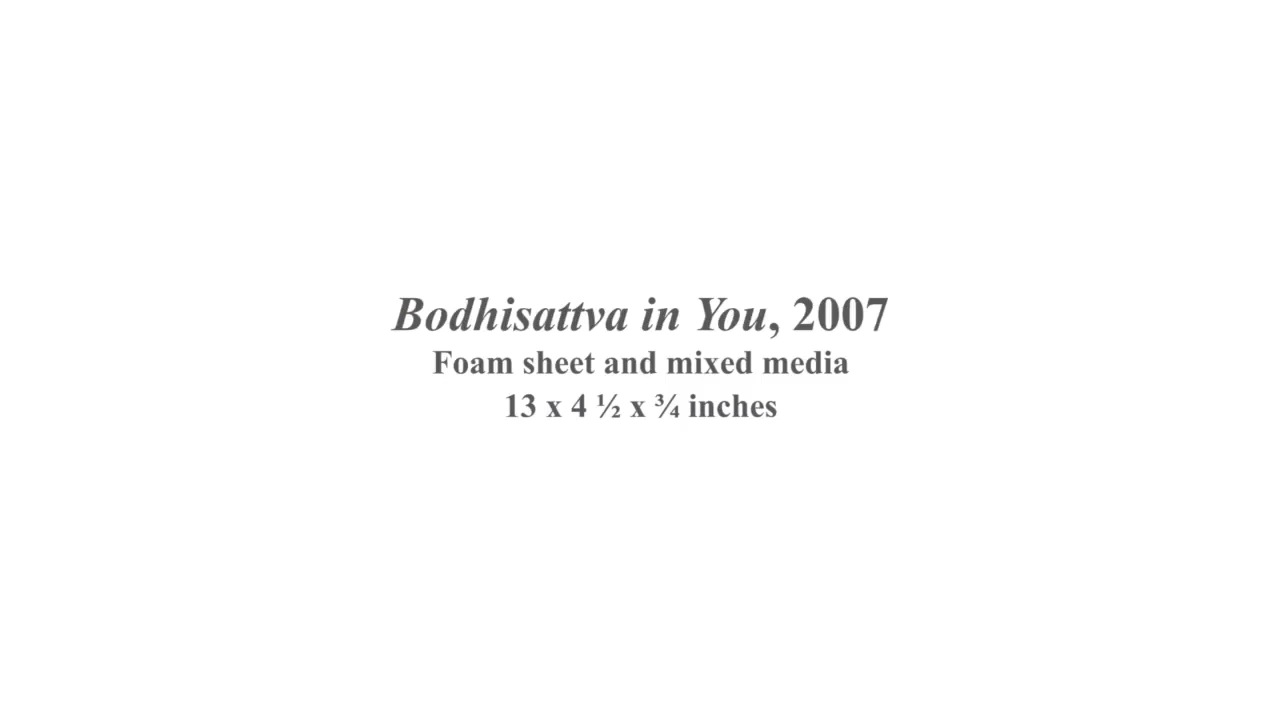 Bodhisattva in You, 2007
Foam sheet and mixed media
13 x 4 ½ x ¾ inches